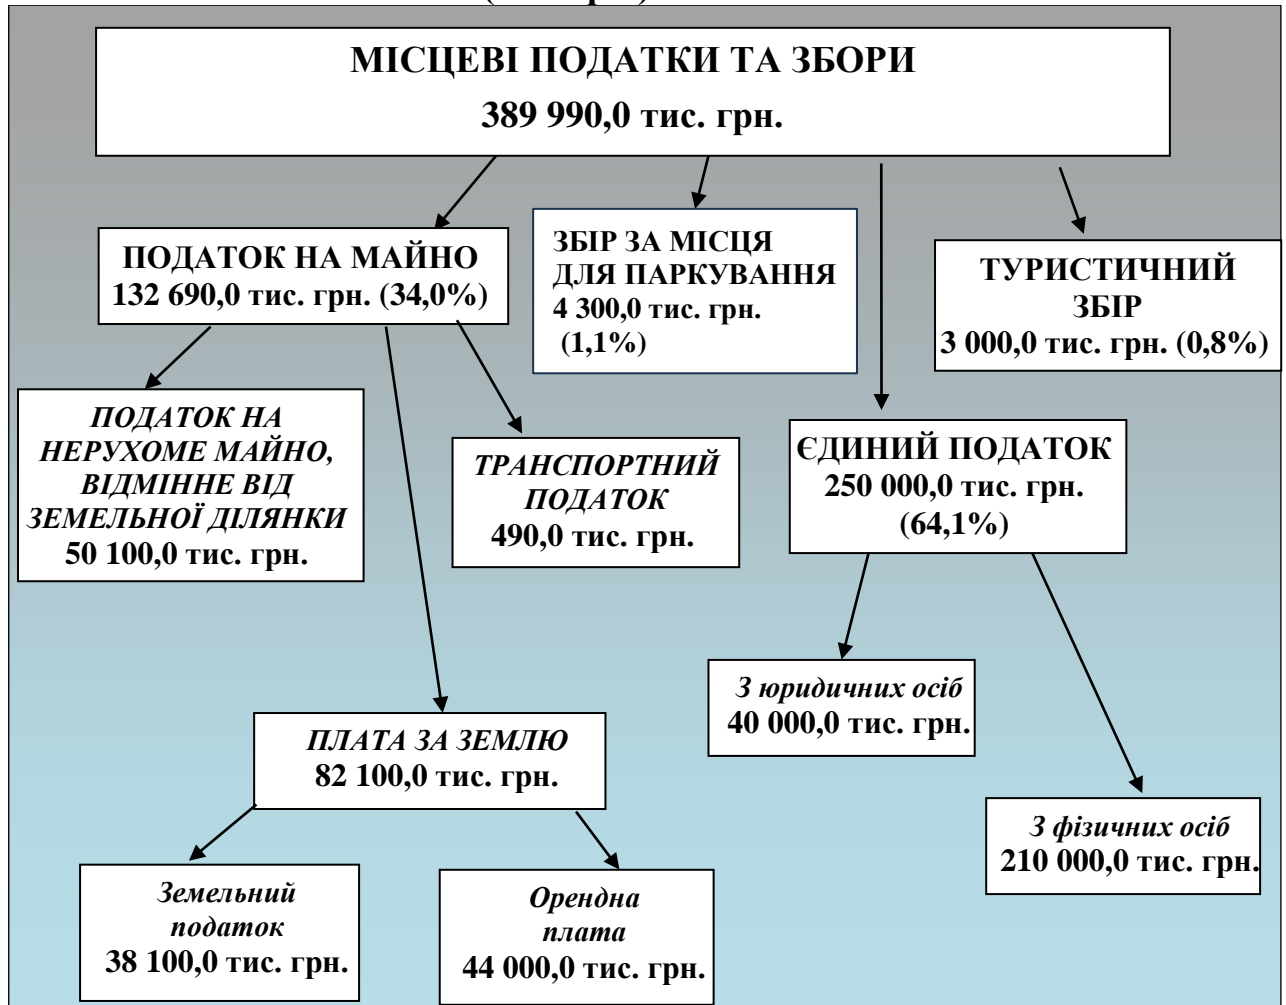 МІСЦЕВІ ПОДАТКИ ТА ЗБОРИ
389 990,0 тис. грн.
ПОДАТОК НА МАЙНО
132 690,0 тис. грн. (34,0%)
ЗБІР ЗА МІСЦЯ
ДЛЯ ПАРКУВАННЯ
4 300,0 тис. грн.
(1,1%)
ТУРИСТИЧНИЙ
ЗБІР
3 000,0 тис. грн. (0,8%)
ПОДАТОК НА
НЕРУХОМЕ МАЙНО,
ВІДМІННЕ ВІД
ЗЕМЕЛЬНОЇ ДІЛЯНКИ
50 100,0 тис. грн.
ТРАНСПОРТНИЙ
ПОДАТОК
490,0 тис. грн.
ЄДИНИЙ ПОДАТОК
250 000,0 тис. грн.
(64,1%)
З юридичних осіб
40 000,0 тис. грн.
ПЛАТА ЗА ЗЕМЛЮ
82 100,0 тис. грн.
З фізичних осіб
210 000,0 тис. грн.
Земельний
податок
38 100,0 тис. грн.
Орендна
плата
44 000,0 тис. грн.